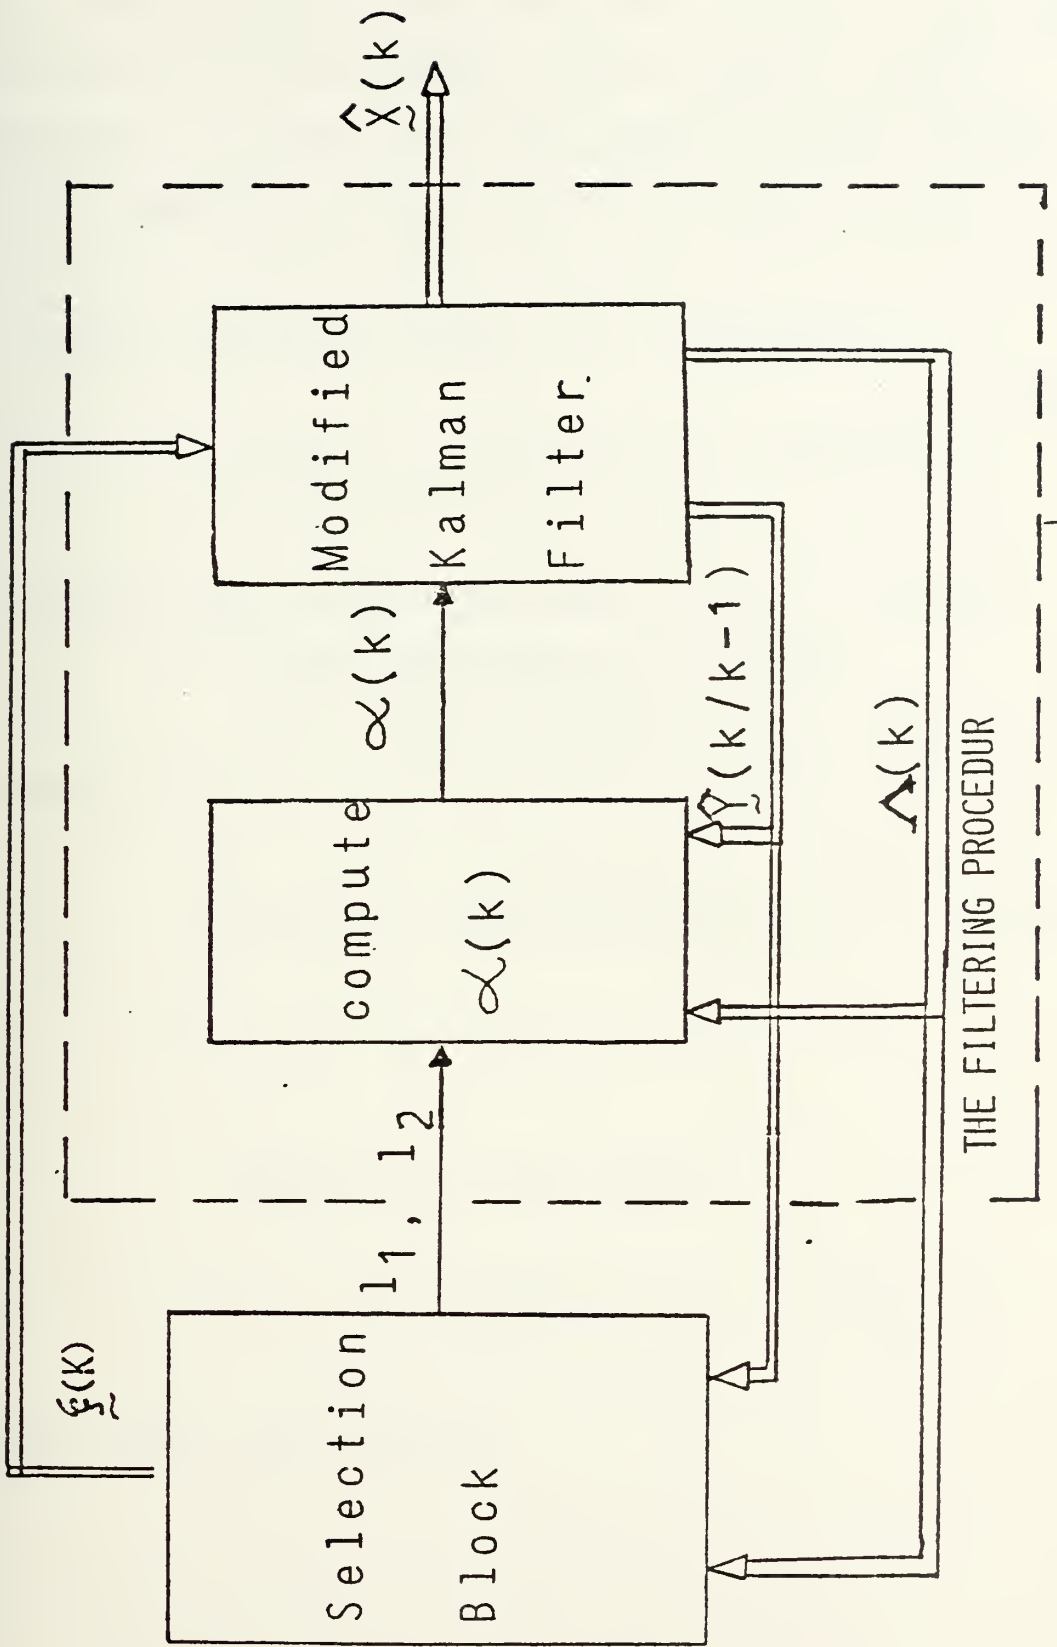 ξ(K)
Selection
Block
l1, l2
compute
α(k)
α(k)
Modified
Kalman
Filter.
X̂(k)
Ŷ(k/k-1)
Λ(k)
THE FILTERING PROCEDUR